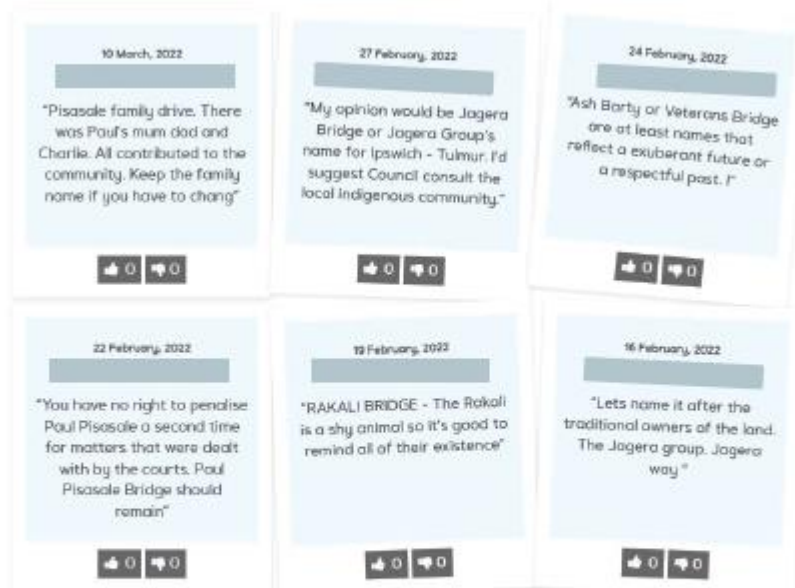 10 March, 2022
"Pisasale family drive. There
was Paul's mum dad and
Charlie. All contributed to the
community. Keep the family
name if you have to chang"
0 0
27 February, 2022
"My opinion would be Jagera
Bridge or Jagera Group's
name for Ipswich - Tulmur. I'd
suggest Council consult the
local indigenous community."
0 0
24 February, 2022
"Ash Barty or Veterans Bridge
are at least names that
reflect a exuberant future or
a respectful past. !"
0 0
22 February, 2022
"You have no right to penalise
Paul Pisasale a second time
for matters that were dealt
with by the courts. Paul
Pisasale Bridge should
remain"
0 0
19 February, 2022
"RAKALI BRIDGE - The Rakali
is a shy animal so it's good to
remind all of their existence"
0 0
16 February, 2022
"Lets name it after the
traditional owners of the land.
The Jagera group. Jagera
way "
0 0